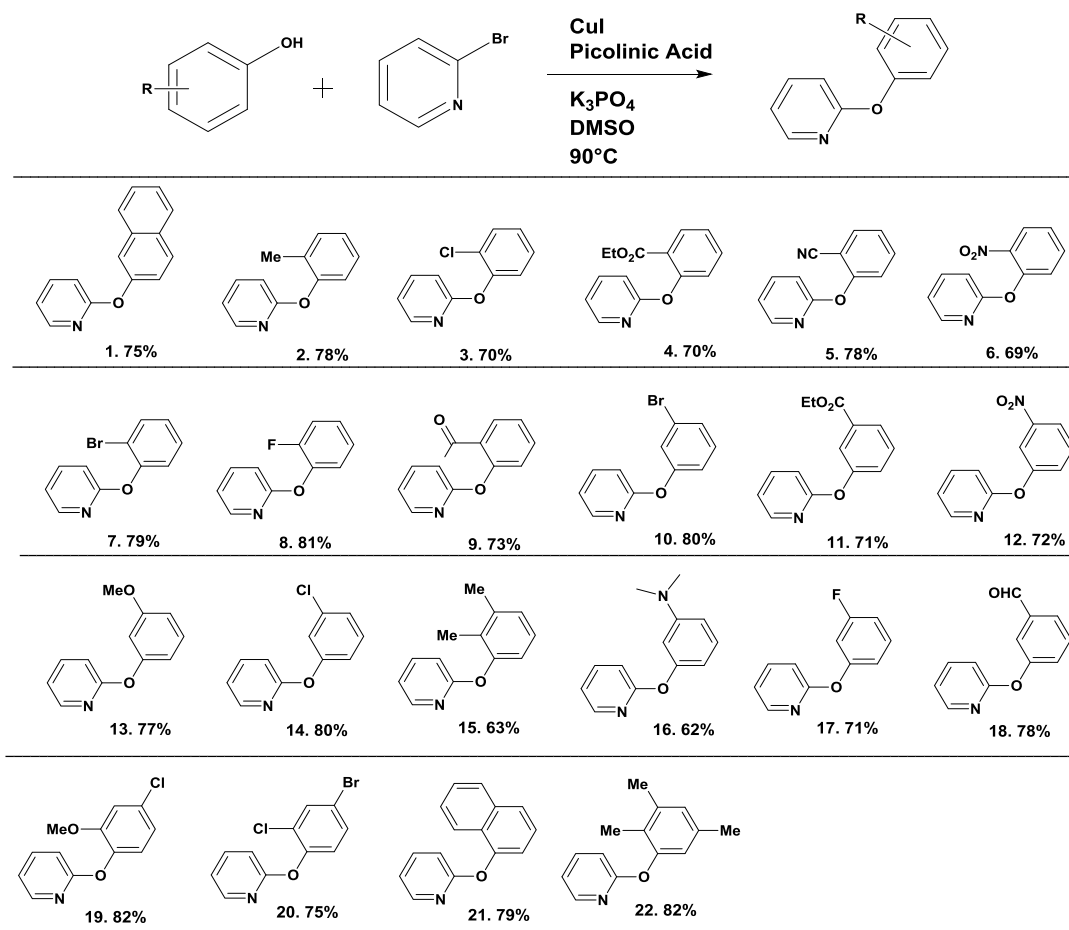 OH
R
+
Br
N
CuI
Picolinic Acid
K3PO4
DMSO
90°C
R
O
N
O
N
1. 75%
Me
O
N
2. 78%
Cl
O
N
3. 70%
EtO2C
O
N
4. 70%
NC
O
N
5. 78%
NO2
O
N
6. 69%
Br
O
N
7. 79%
F
O
N
8. 81%
O
O
N
9. 73%
Br
O
N
10. 80%
EtO2C
O
N
11. 71%
O2N
O
N
12. 72%
MeO
O
N
13. 77%
Cl
O
N
14. 80%
Me
Me
O
N
15. 63%
N
O
N
16. 62%
F
O
N
17. 71%
OHC
O
N
18. 78%
Cl
MeO
O
N
19. 82%
Br
Cl
O
N
20. 75%
O
N
21. 79%
Me
Me
Me
O
N
22. 82%